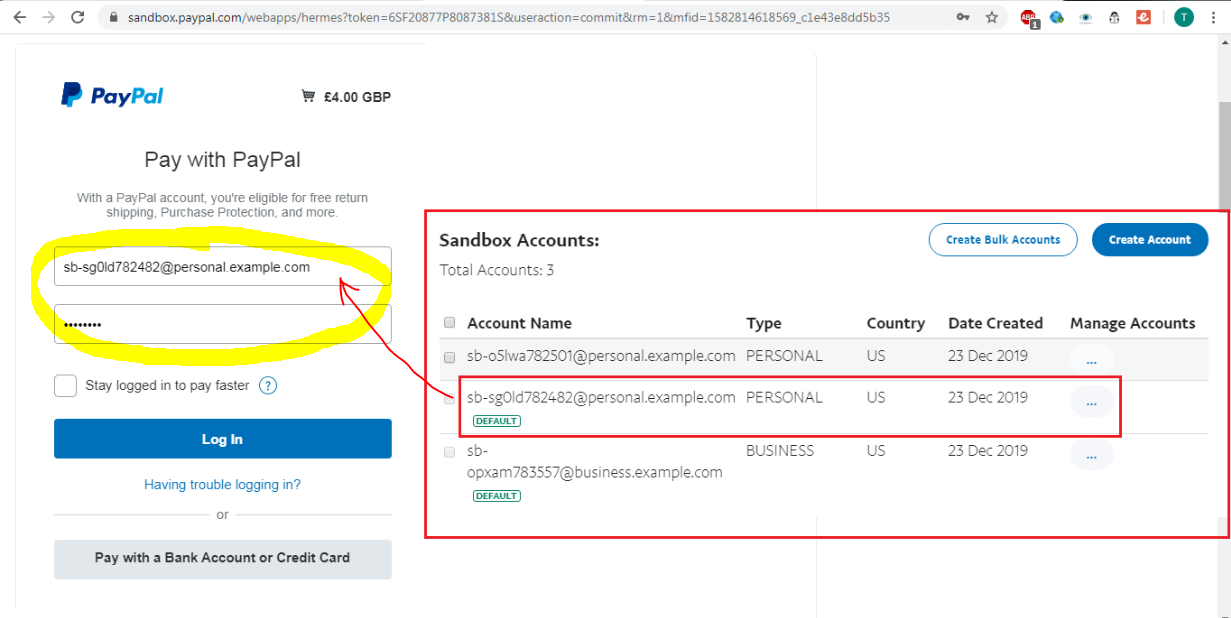 sandbox.paypal.com/webapps/hermes?token=6SF20877P8087381S&useraction=commit&rm=1&mfid=1582814618569_c1e43e8dd5b35
ABP
1
T
PayPal
£4.00 GBP
Pay with PayPal
With a PayPal account, you're eligible for free return
shipping, Purchase Protection, and more.
sb-sg0ld782482@personal.example.com
••••••••
Stay logged in to pay faster
?
Log In
Having trouble logging in?
or
Pay with a Bank Account or Credit Card
Sandbox Accounts:
Create Bulk Accounts
Create Account
Total Accounts: 3
Account Name Type Country Date Created Manage Accounts
sb-o5lwa782501@personal.example.com PERSONAL US 23 Dec 2019 ...
sb-sg0ld782482@personal.example.com PERSONAL US 23 Dec 2019 ...
DEFAULT
sb- BUSINESS US 23 Dec 2019 ...
opxam783557@business.example.com
DEFAULT